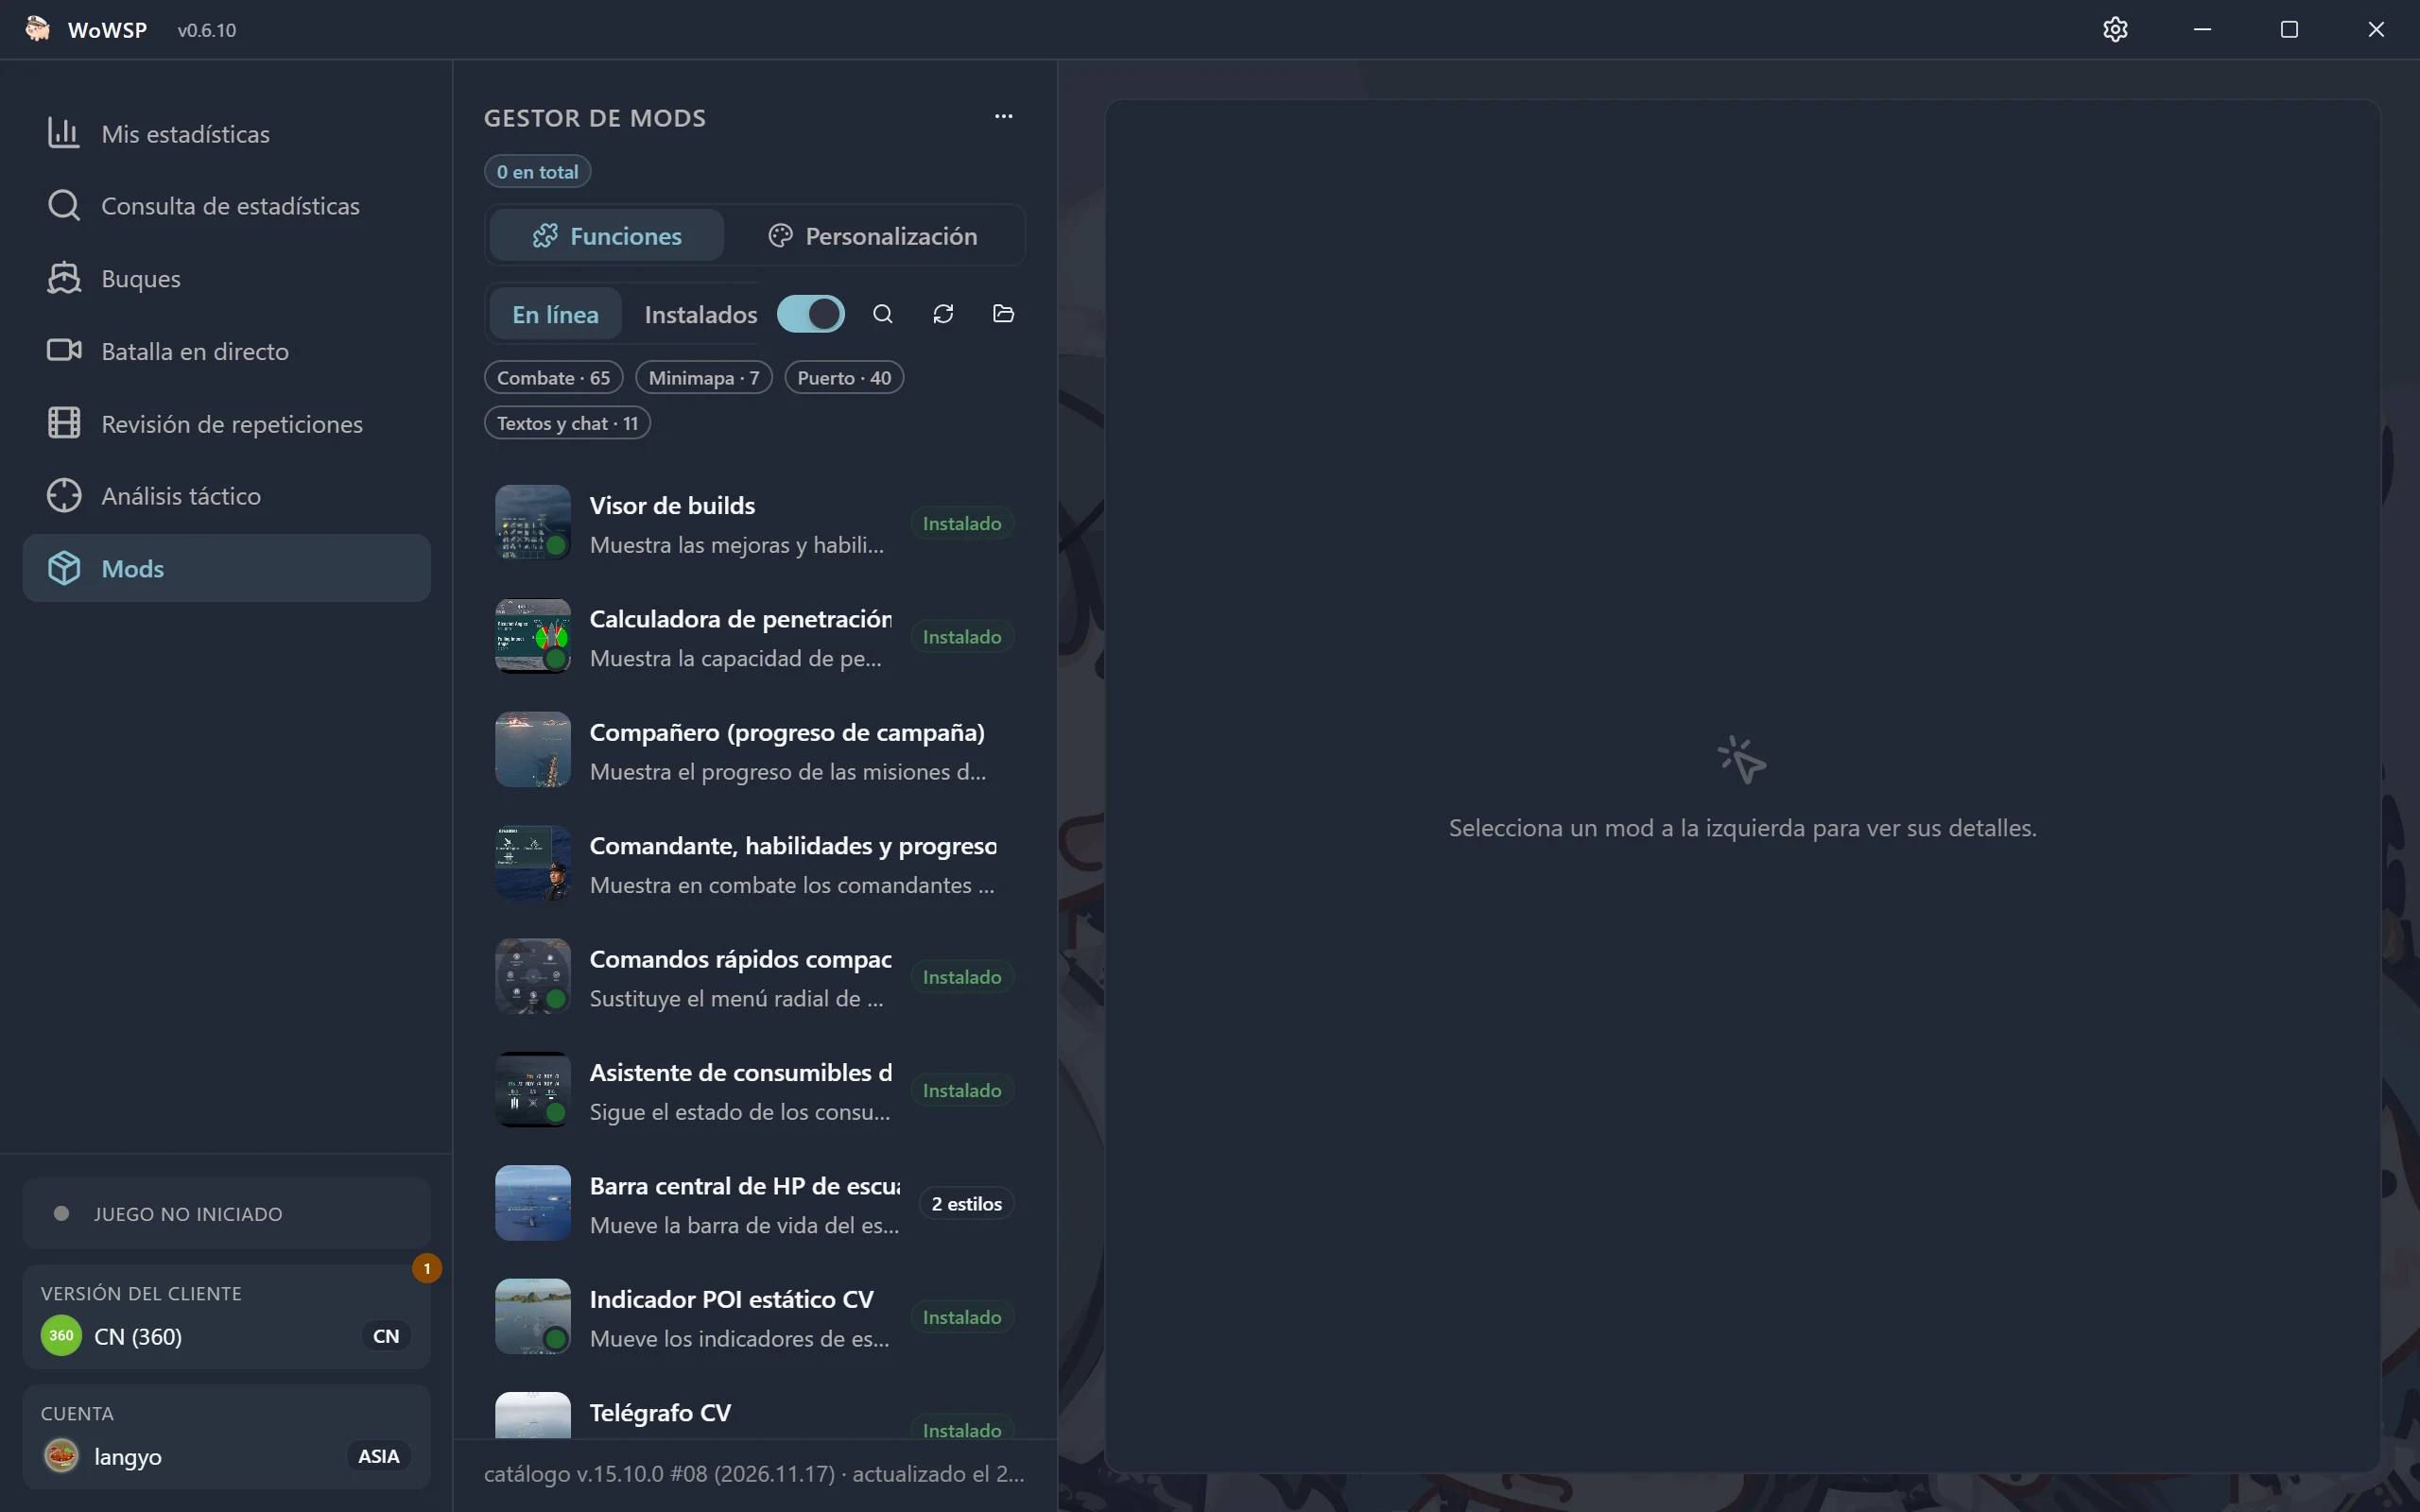 WoWSP v0.6.10
Mis estadísticas
Consulta de estadísticas
Buques
Batalla en directo
Revisión de repeticiones
Análisis táctico
Mods
JUEGO NO INICIADO
1
VERSIÓN DEL CLIENTE
360 CN (360) CN
CUENTA
langyo ASIA
GESTOR DE MODS
0 en total
Funciones Personalización
En línea Instalados
Combate · 65 Minimapa · 7 Puerto · 40
Textos y chat · 11
Visor de builds
Muestra las mejoras y habili...
Instalado
Calculadora de penetración
Muestra la capacidad de pe...
Instalado
Compañero (progreso de campaña)
Muestra el progreso de las misiones d...
Comandante, habilidades y progreso
Muestra en combate los comandantes ...
Comandos rápidos compac
Sustituye el menú radial de ...
Instalado
Asistente de consumibles d
Sigue el estado de los consu...
Instalado
Barra central de HP de escua
Mueve la barra de vida del es...
2 estilos
Indicador POI estático CV
Mueve los indicadores de es...
Instalado
Telégrafo CV
Instalado
catálogo v.15.10.0 #08 (2026.11.17) · actualizado el 2...
Selecciona un mod a la izquierda para ver sus detalles.